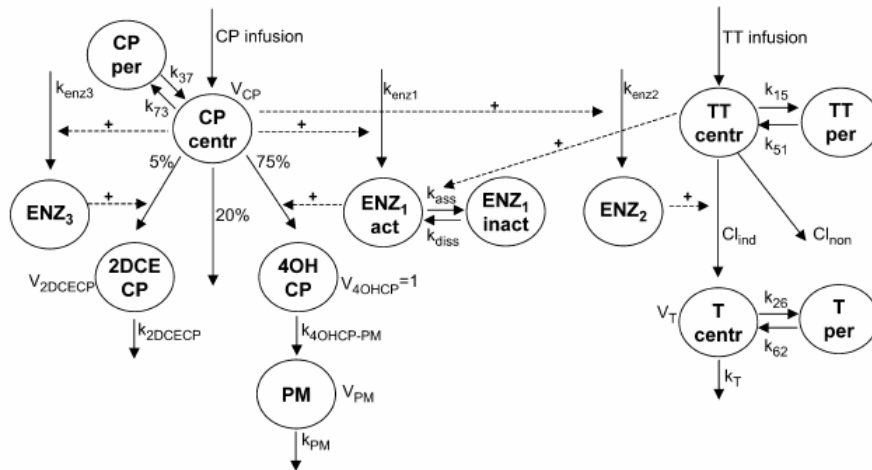 CP infusion
TT infusion
CP
per
k37
k73
kenz3
VCP
CP
centr
kenz1
kenz2
TT
centr
k15
k51
TT
per
+
+
+
+
5%
75%
20%
ENZ3
+
+
ENZ1
act
kass
kdiss
ENZ1
inact
ENZ2
+
Clind
Clnon
V2DCECP
2DCE
CP
4OH
CP
V4OHCP=1
k2DCECP
k4OHCP-PM
VT
T
centr
k26
k62
T
per
kT
PM
VPM
kPM